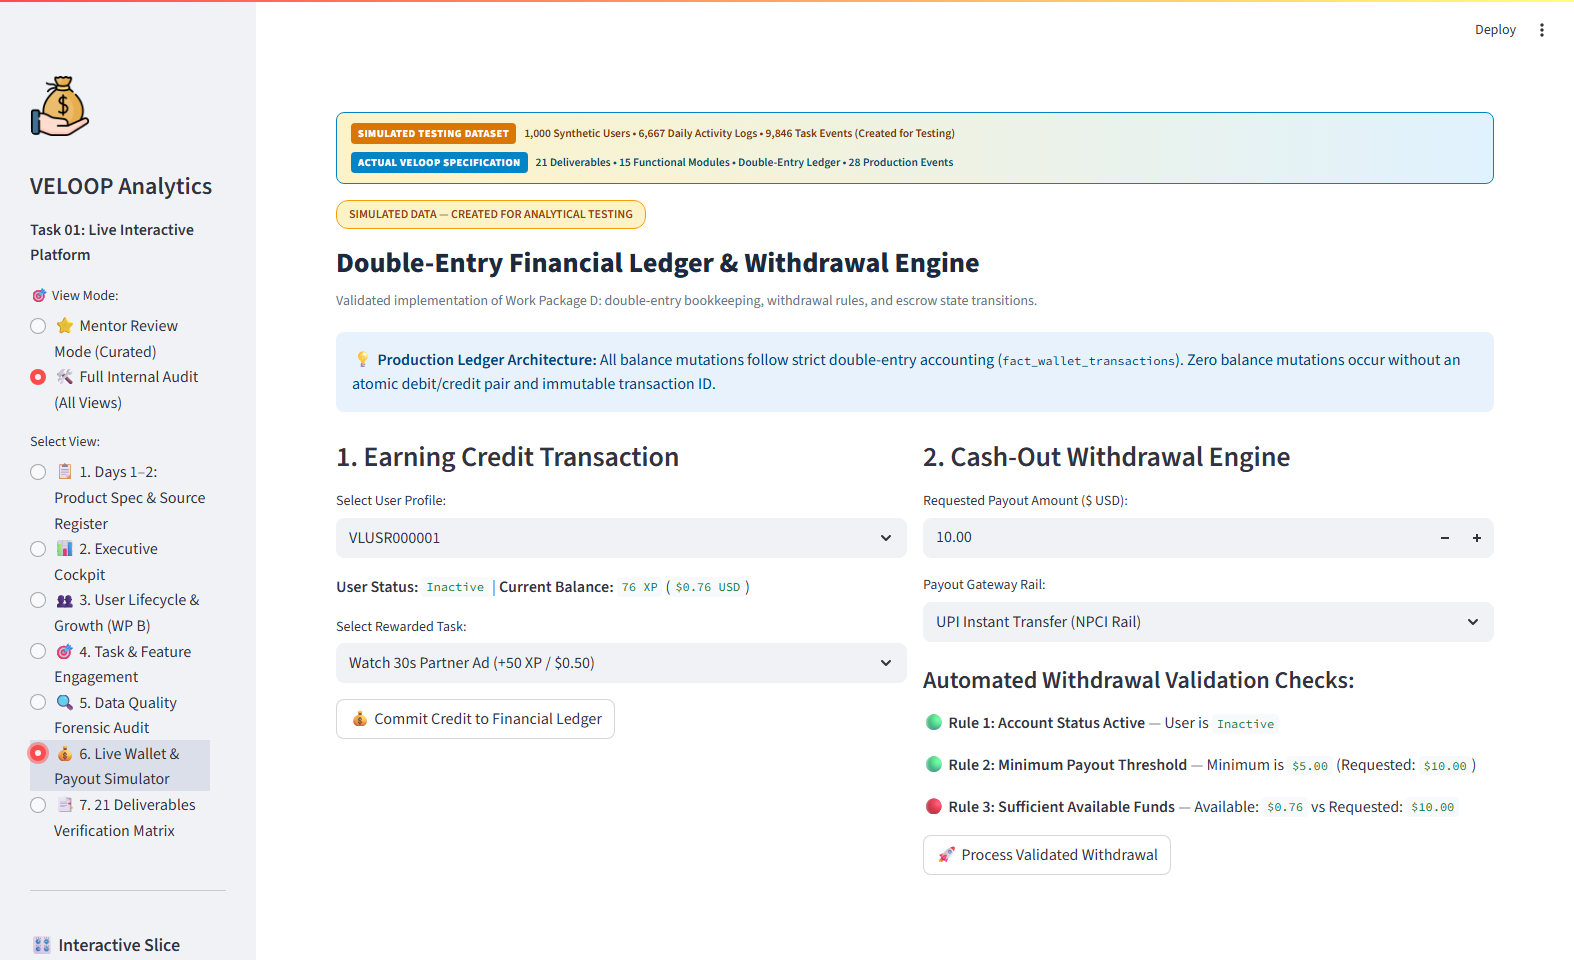 Deploy
VELOOP Analytics
Task 01: Live Interactive
Platform
View Mode:
Mentor Review
Mode (Curated)
Full Internal Audit
(All Views)
Select View:
1. Days 1–2:
Product Spec & Source
Register
2. Executive
Cockpit
3. User Lifecycle &
Growth (WP B)
4. Task & Feature
Engagement
5. Data Quality
Forensic Audit
6. Live Wallet &
Payout Simulator
7. 21 Deliverables
Verification Matrix
Interactive Slice
SIMULATED TESTING DATASET 1,000 Synthetic Users • 6,667 Daily Activity Logs • 9,846 Task Events (Created for Testing)
ACTUAL VELOOP SPECIFICATION 21 Deliverables • 15 Functional Modules • Double-Entry Ledger • 28 Production Events
SIMULATED DATA — CREATED FOR ANALYTICAL TESTING
Double-Entry Financial Ledger & Withdrawal Engine
Validated implementation of Work Package D: double-entry bookkeeping, withdrawal rules, and escrow state transitions.
Production Ledger Architecture: All balance mutations follow strict double-entry accounting (fact_wallet_transactions). Zero balance mutations occur without an
atomic debit/credit pair and immutable transaction ID.
1. Earning Credit Transaction
Select User Profile:
VLUSR000001
User Status: Inactive | Current Balance: 76 XP ( $0.76 USD )
Select Rewarded Task:
Watch 30s Partner Ad (+50 XP / $0.50)
Commit Credit to Financial Ledger
2. Cash-Out Withdrawal Engine
Requested Payout Amount ($ USD):
10.00
Payout Gateway Rail:
UPI Instant Transfer (NPCI Rail)
Automated Withdrawal Validation Checks:
Rule 1: Account Status Active — User is Inactive
Rule 2: Minimum Payout Threshold — Minimum is $5.00 (Requested: $10.00 )
Rule 3: Sufficient Available Funds — Available: $0.76 vs Requested: $10.00
Process Validated Withdrawal